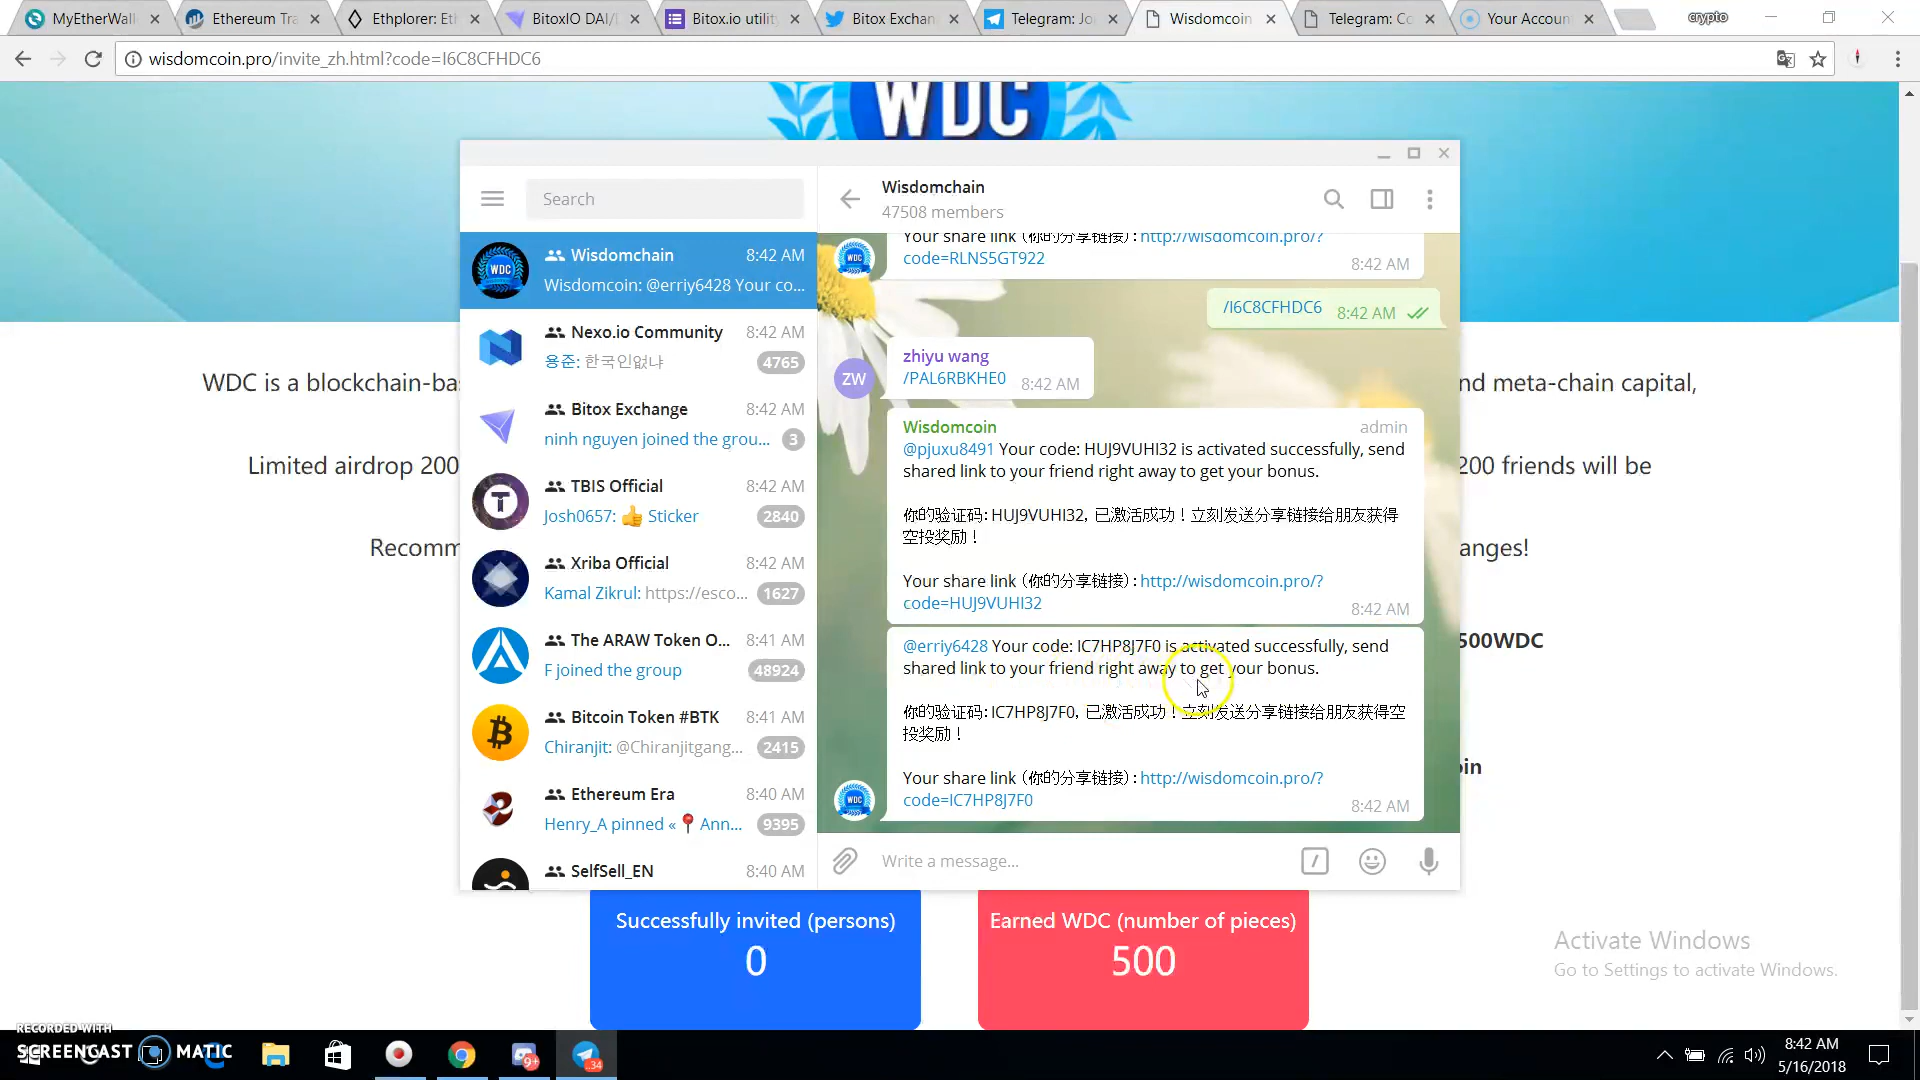 MyEtherWall
Ethereum Tra
Ethplorer: Eth
BitoxIO DAI/
Bitox.io utility
Bitox Exchan
Telegram: Jo
Wisdomcoin
Telegram: Co
Your Accoun
crypto
wisdomcoin.pro/invite_zh.html?code=I6C8CFHDC6
WDC
Search
Wisdomchain
47508 members
Wisdomchain 8:42 AM
Wisdomcoin: @erriy6428 Your co...
Nexo.io Community 8:42 AM
용준: 한국인없냐 4765
Bitox Exchange 8:42 AM
ninh nguyen joined the grou... 3
TBIS Official 8:42 AM
Josh0657: 👍 Sticker 2840
Xriba Official 8:42 AM
Kamal Zikrul: https://esco... 1627
The ARAW Token O... 8:41 AM
F joined the group 48924
Bitcoin Token #BTK 8:41 AM
Chiranjit: @Chiranjitgang... 2415
Ethereum Era 8:40 AM
Henry_A pinned « 📍 Ann... 9395
SelfSell_EN 8:40 AM
Your share link (你的分享链接): http://wisdomcoin.pro/?
code=RLNS5GT922
8:42 AM
/I6C8CFHDC6 8:42 AM
ZW
zhiyu wang
/PAL6RBKHE0 8:42 AM
Wisdomcoin admin
@pjuxu8491 Your code: HUJ9VUHI32 is activated successfully, send
shared link to your friend right away to get your bonus.
你的验证码: HUJ9VUHI32, 已激活成功！立刻发送分享链接给朋友获得
空投奖励！
Your share link (你的分享链接): http://wisdomcoin.pro/?
code=HUJ9VUHI32
8:42 AM
@erriy6428 Your code: IC7HP8J7F0 is activated successfully, send
shared link to your friend right away to get your bonus.
你的验证码: IC7HP8J7F0, 已激活成功！立刻发送分享链接给朋友获得空
投奖励！
Your share link (你的分享链接): http://wisdomcoin.pro/?
code=IC7HP8J7F0
8:42 AM
Write a message...
WDC is a blockchain-ba
nd meta-chain capital,
Limited airdrop 200
200 friends will be
Recomm
anges!
500WDC
in
Successfully invited (persons)
0
Earned WDC (number of pieces)
500
Activate Windows
Go to Settings to activate Windows.
RECORDED WITH
SCREENCAST MATIC
9+
34
8:42 AM
5/16/2018